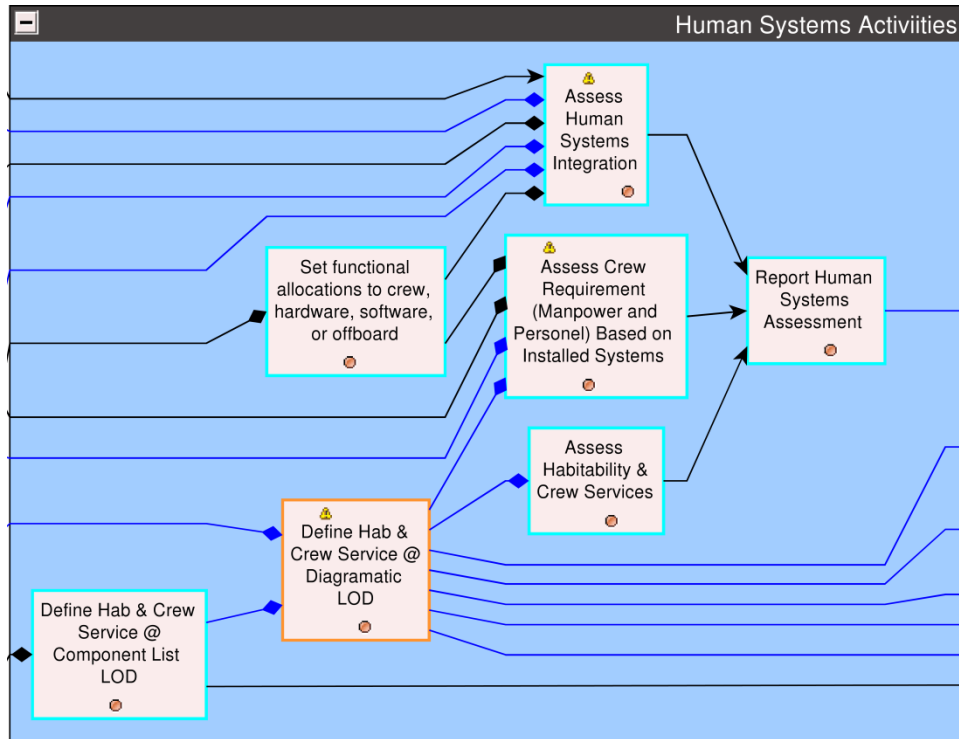 Human Systems Activiities
Assess
Human
Systems
Integration
Set functional
allocations to crew,
hardware, software,
or offboard
Assess Crew
Requirement
(Manpower and
Personel) Based on
Installed Systems
Report Human
Systems
Assessment
Assess
Habitability &
Crew Services
Define Hab &
Crew Service @
Diagramatic
LOD
Define Hab & Crew
Service @
Component List
LOD